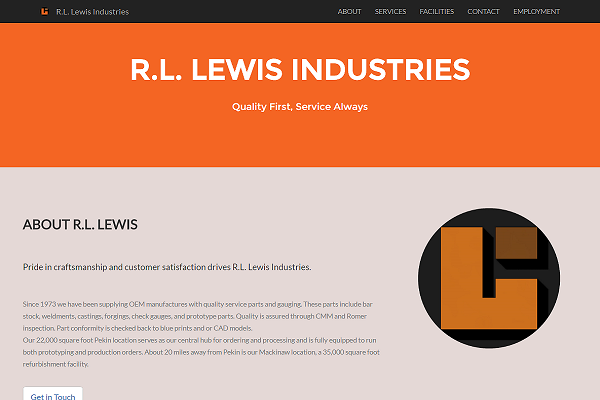 R.L. Lewis Industries
ABOUT SERVICES FACILITIES CONTACT EMPLOYMENT
R.L. LEWIS INDUSTRIES
Quality First, Service Always
ABOUT R.L. LEWIS
Pride in craftsmanship and customer satisfaction drives R.L. Lewis Industries.
Since 1973 we have been supplying OEM manufactures with quality service parts and gauging. These parts include bar
stock, weldments, castings, forgings, check gauges, and prototype parts. Quality is assured through CMM and Romer
inspection. Part conformity is checked back to blue prints and or CAD models.
Our 22,000 square foot Pekin location serves as our central hub for ordering and processing and is fully equipped to run
both prototyping and production orders. About 20 miles away from Pekin is our Mackinaw location, a 35,000 square foot
refurbishment facility.
Get in Touch